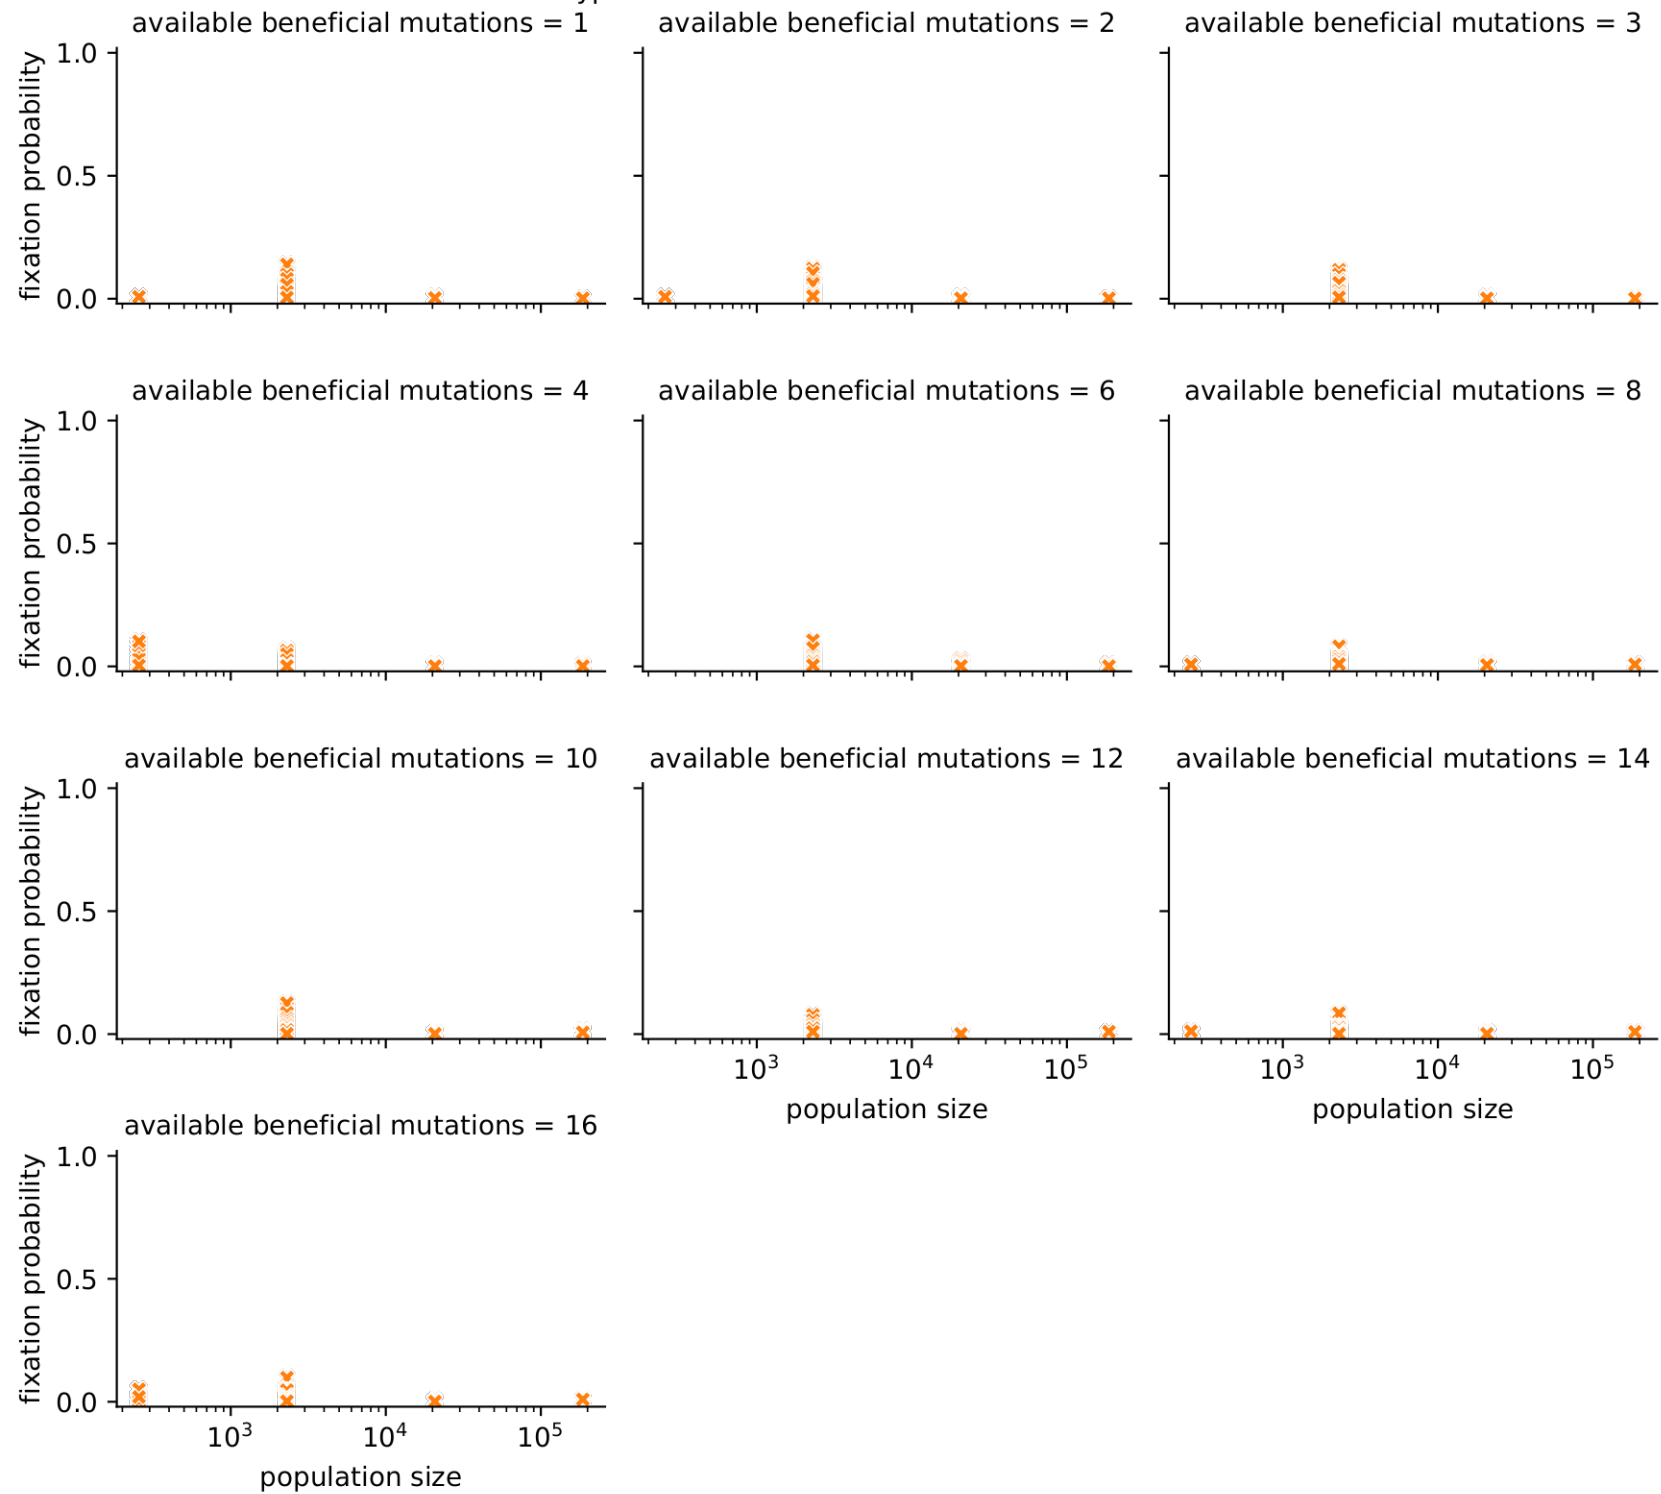 available beneficial mutations = 1
available beneficial mutations = 2
available beneficial mutations = 3
fixation probability
1.0
0.5
0.0
available beneficial mutations = 4
available beneficial mutations = 6
available beneficial mutations = 8
fixation probability
1.0
0.5
0.0
available beneficial mutations = 10
available beneficial mutations = 12
available beneficial mutations = 14
fixation probability
1.0
0.5
0.0
10³ 10⁴ 10⁵
population size
10³ 10⁴ 10⁵
population size
available beneficial mutations = 16
fixation probability
1.0
0.5
0.0
10³ 10⁴ 10⁵
population size